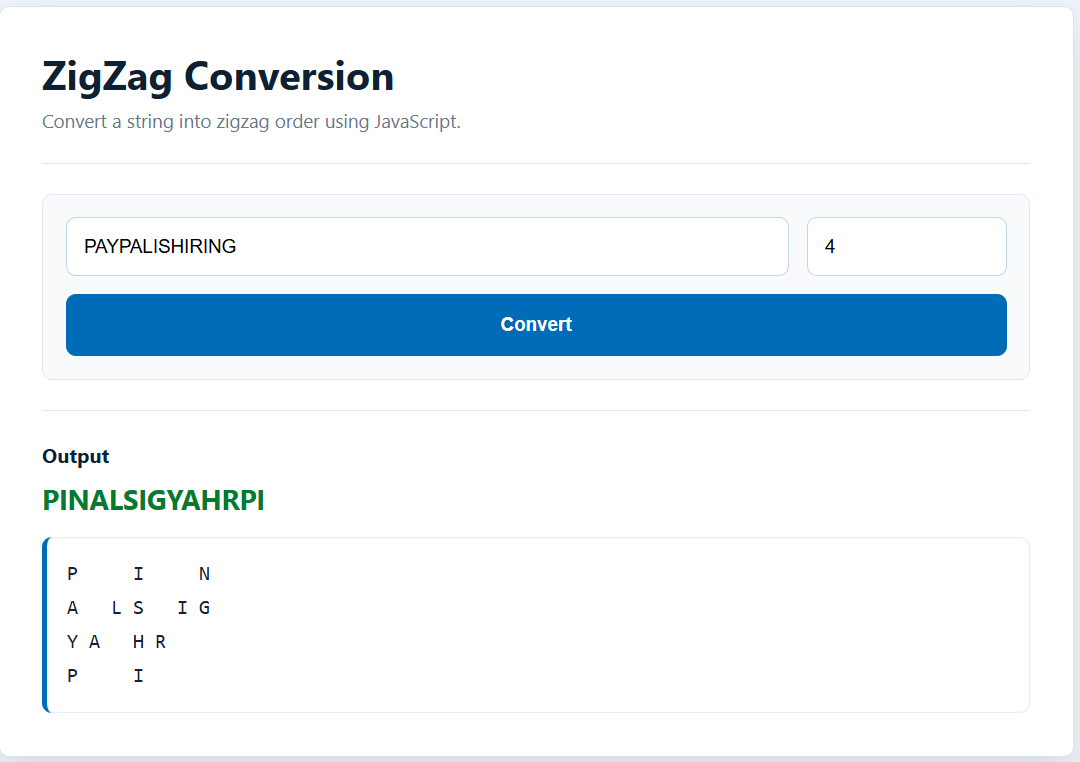 ZigZag Conversion
Convert a string into zigzag order using JavaScript.
PAYPALISHIRING 4
Convert
Output
PINALSIGYAHRPI
P     I     N
A   L S   I G
Y A   H R
P     I